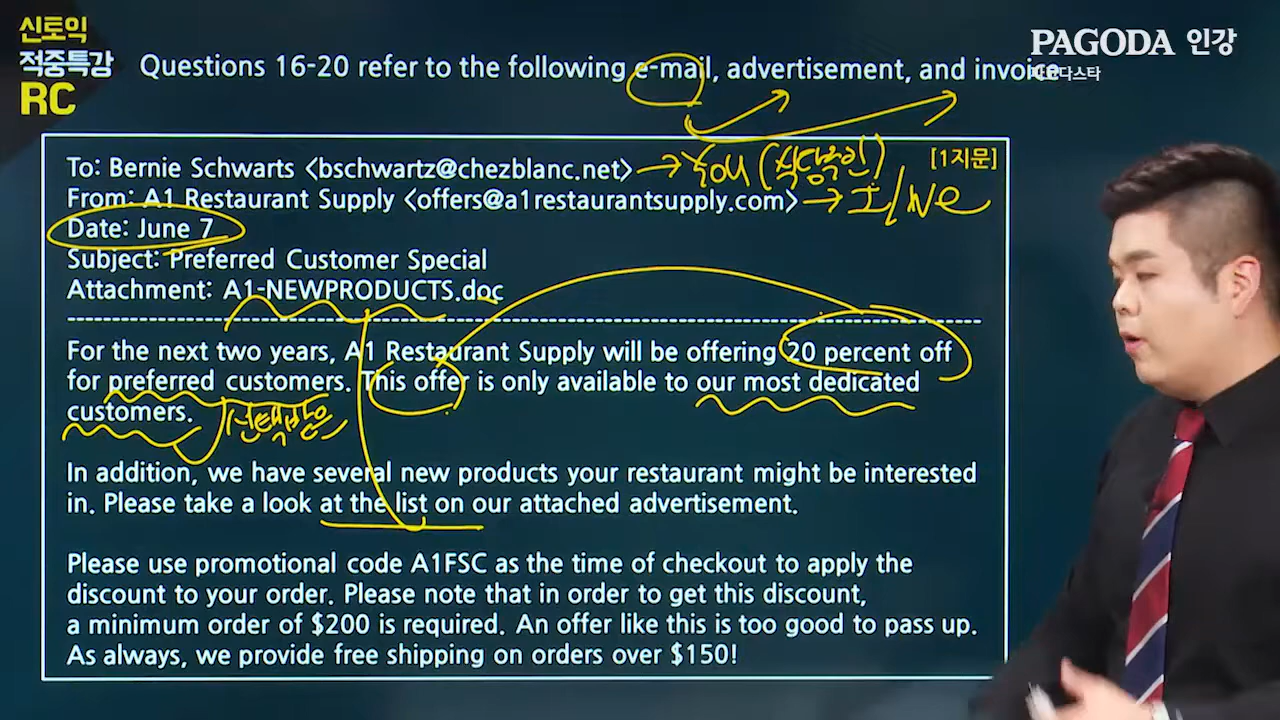 신토익
적중특강
RC
PAGODA 인강
파고다스타
Questions 16-20 refer to the following e-mail, advertisement, and invoice.
[1지문]
To: Bernie Schwarts <bschwartz@chezblanc.net> → You (식당주인)
From: A1 Restaurant Supply <offers@a1restaurantsupply.com> → I/We
Date: June 7
Subject: Preferred Customer Special
Attachment: A1-NEWPRODUCTS.doc
For the next two years, A1 Restaurant Supply will be offering 20 percent off
for preferred customers. This offer is only available to our most dedicated
customers. 선택받은
In addition, we have several new products your restaurant might be interested
in. Please take a look at the list on our attached advertisement.
Please use promotional code A1FSC as the time of checkout to apply the
discount to your order. Please note that in order to get this discount,
a minimum order of $200 is required. An offer like this is too good to pass up.
As always, we provide free shipping on orders over $150!